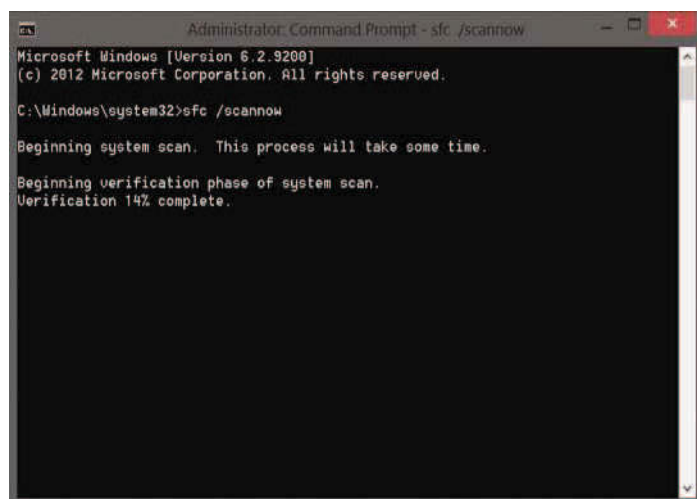 Administrator: Command Prompt - sfc /scannow
Microsoft Windows [Version 6.2.9200]
(c) 2012 Microsoft Corporation. All rights reserved.
C:\Windows\system32>sfc /scannow
Beginning system scan.  This process will take some time.
Beginning verification phase of system scan.
Verification 14% complete.